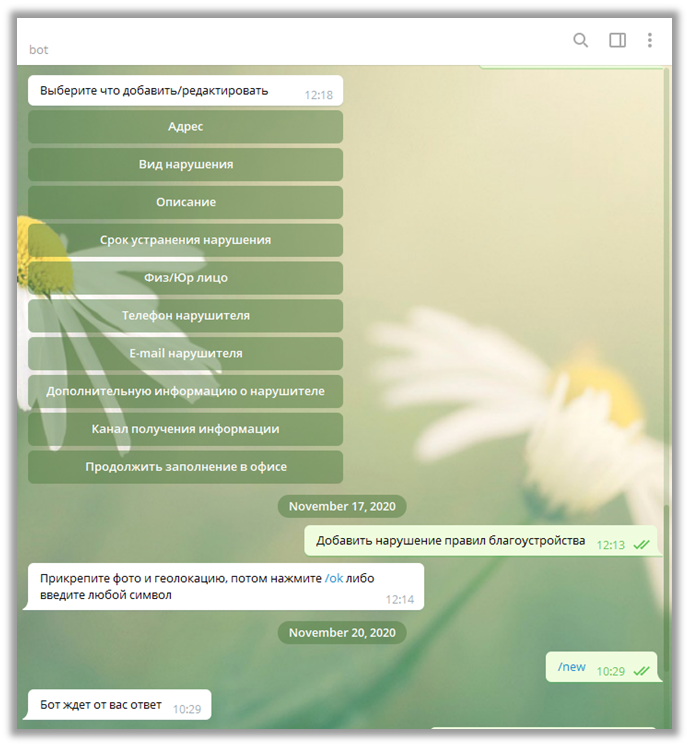 bot
Выберите что добавить/редактировать 12:18
Адрес
Вид нарушения
Описание
Срок устранения нарушения
Физ/Юр лицо
Телефон нарушителя
E-mail нарушителя
Дополнительную информацию о нарушителе
Канал получения информации
Продолжить заполнение в офисе
November 17, 2020
Добавить нарушение правил благоустройства 12:13
Прикрепите фото и геолокацию, потом нажмите /ok либо
введите любой символ 12:14
November 20, 2020
/new 10:29
Бот ждет от вас ответ 10:29